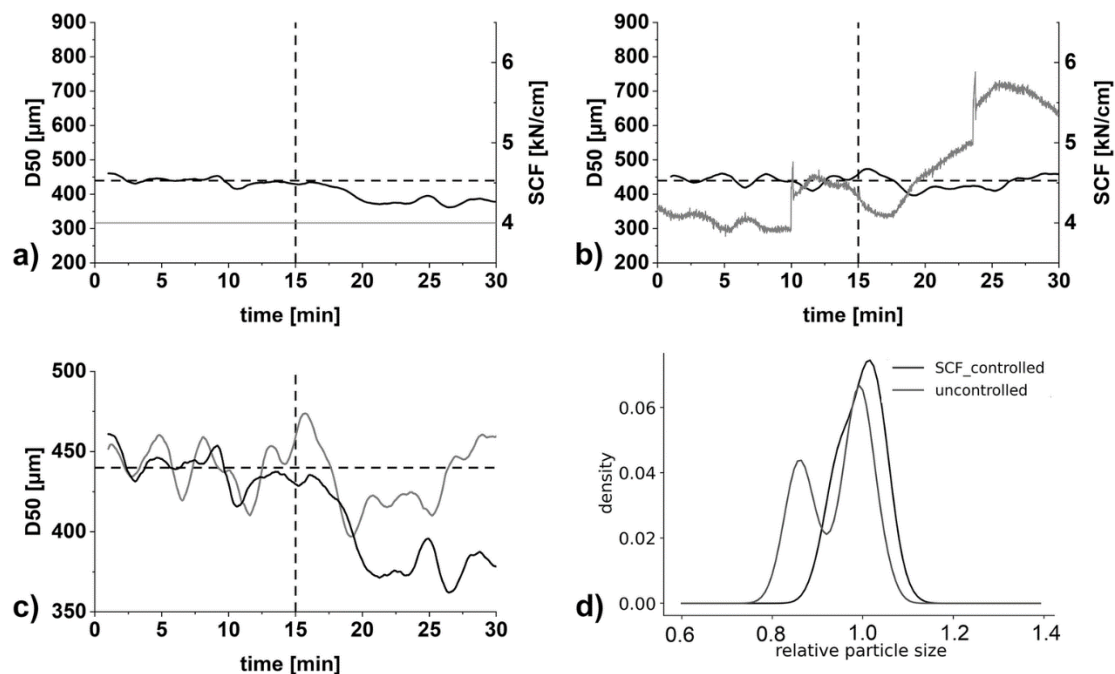 900
800
700
600
500
400
300
200
D50 [µm]
6
5
4
SCF [kN/cm]
0 5 10 15 20 25 30
time [min]
a)
900
800
700
600
500
400
300
200
D50 [µm]
6
5
4
SCF [kN/cm]
0 5 10 15 20 25 30
time [min]
b)
500
450
400
350
D50 [µm]
0 5 10 15 20 25 30
time [min]
c)
SCF_controlled
uncontrolled
0.06
0.04
0.02
0.00
density
0.6 0.8 1.0 1.2 1.4
relative particle size
d)